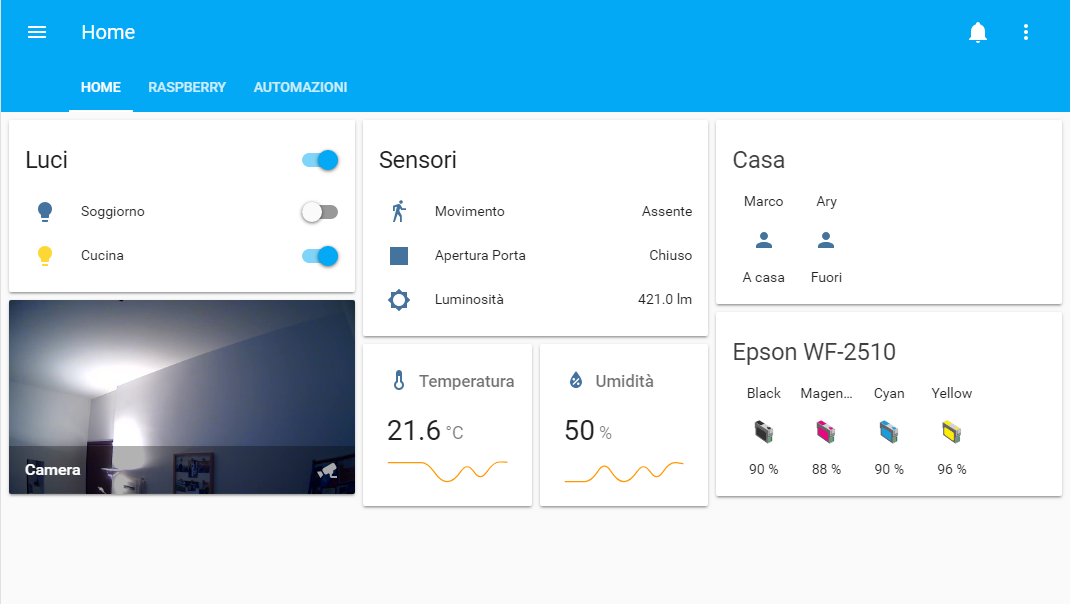 Home
HOME RASPBERRY AUTOMAZIONI
Luci
Soggiorno
Cucina
Camera
Sensori
Movimento Assente
Apertura Porta Chiuso
Luminosità 421.0 lm
Temperatura
21.6 °C
Umidità
50 %
Casa
Marco Ary
A casa Fuori
Epson WF-2510
Black Magen... Cyan Yellow
90 % 88 % 90 % 96 %